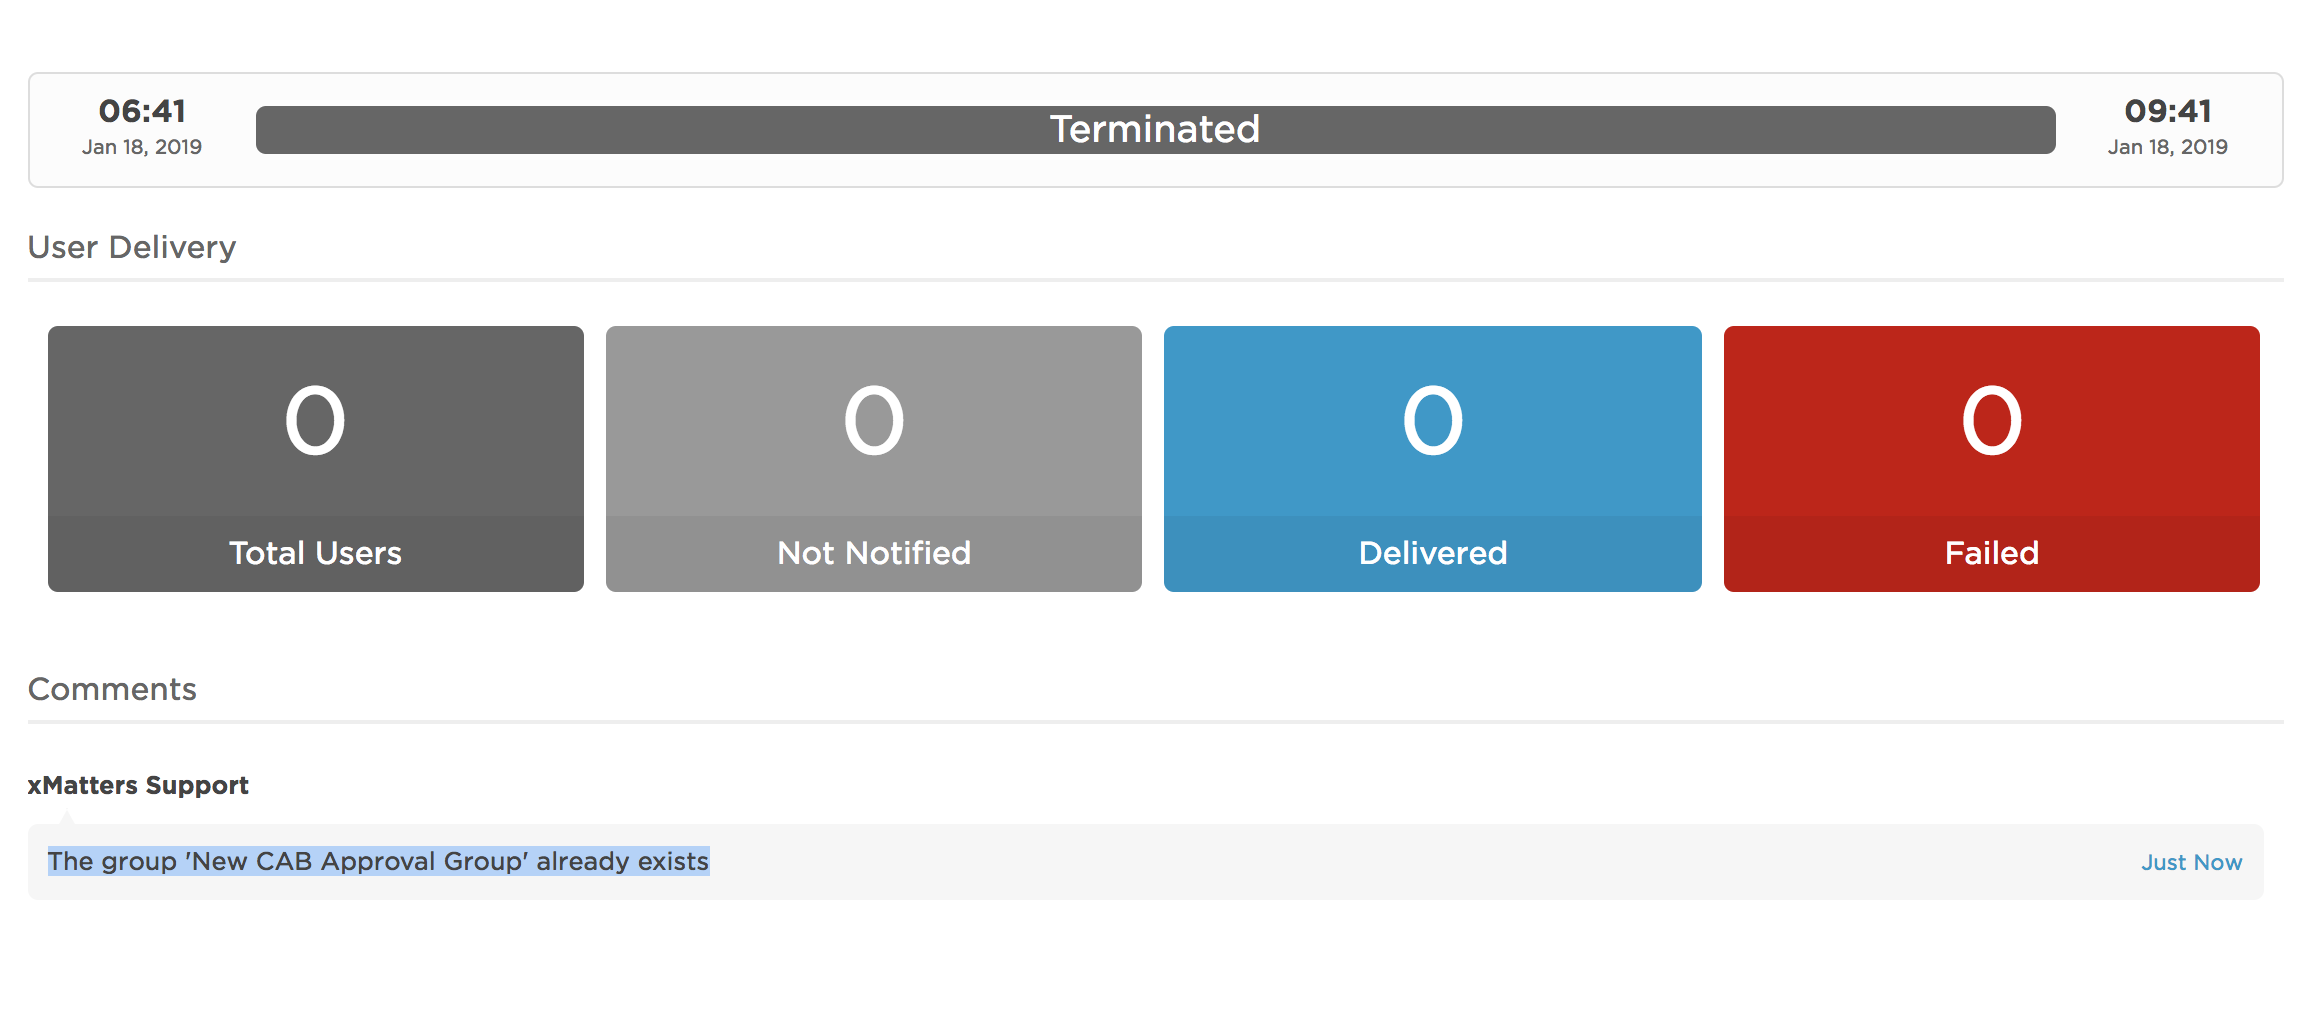 06:41
Jan 18, 2019
Terminated
09:41
Jan 18, 2019
User Delivery
0
Total Users
0
Not Notified
0
Delivered
0
Failed
Comments
xMatters Support
The group 'New CAB Approval Group' already exists
Just Now